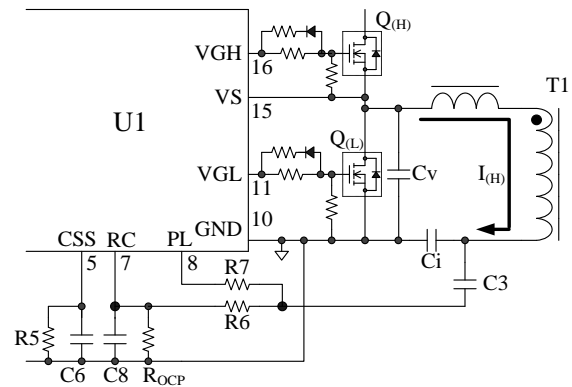 Q(H)
VGH
16
VS
15
T1
U1
Q(L)
VGL
11
Cv
I(H)
GND
10
CSS
RC
PL
5
7
8
Ci
R7
C3
R6
R5
C6
C8
ROCP